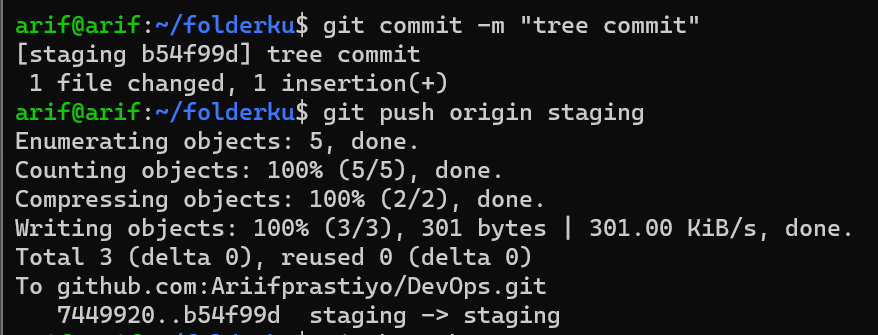 arif@arif:~/folderku$ git commit -m "tree commit"
[staging b54f99d] tree commit
 1 file changed, 1 insertion(+)
arif@arif:~/folderku$ git push origin staging
Enumerating objects: 5, done.
Counting objects: 100% (5/5), done.
Compressing objects: 100% (2/2), done.
Writing objects: 100% (3/3), 301 bytes | 301.00 KiB/s, done.
Total 3 (delta 0), reused 0 (delta 0)
To github.com:Ariifprastiyo/DevOps.git
   7449920..b54f99d  staging -> staging